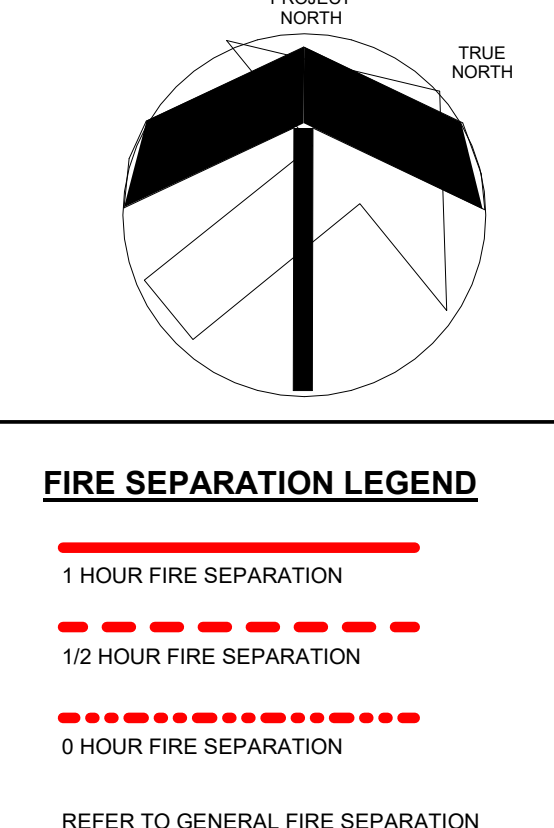 PROJECT
NORTH
TRUE
NORTH
FIRE SEPARATION LEGEND
1 HOUR FIRE SEPARATION
1/2 HOUR FIRE SEPARATION
0 HOUR FIRE SEPARATION
REFER TO GENERAL FIRE SEPARATION